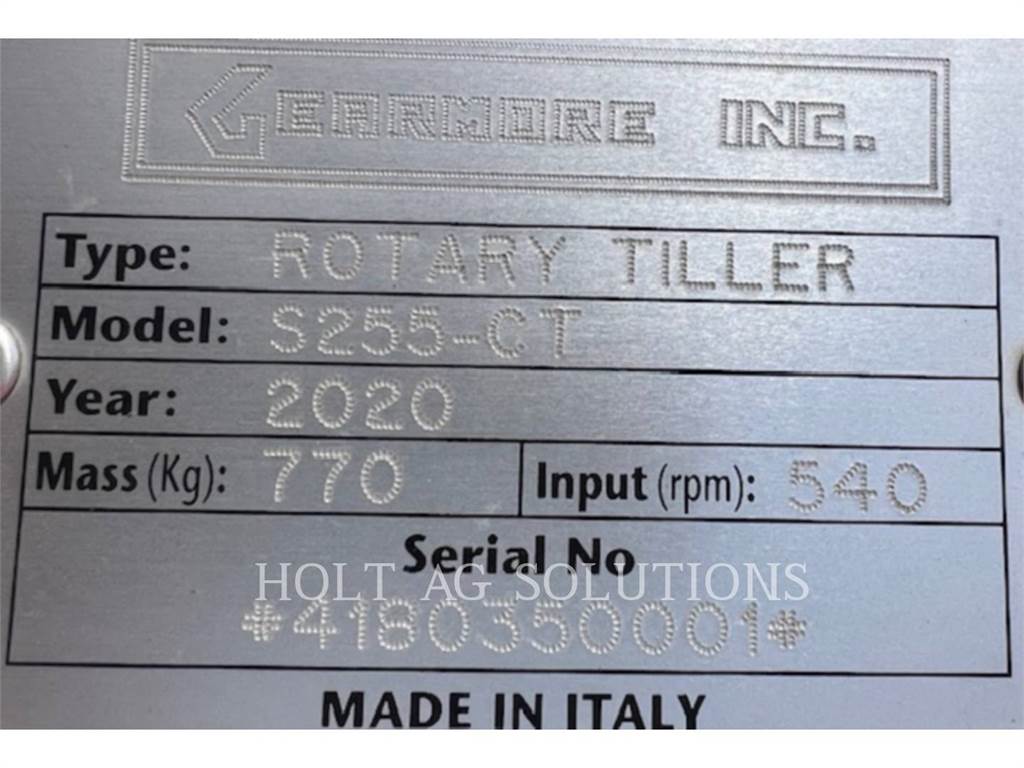 GEARMORE INC.
Type: ROTARY TILLER
Model: S255-CT
Year: 2020
Mass (Kg): 770 Input (rpm): 540
Serial No
HOLT AG SOLUTIONS
*4180350001*
MADE IN ITALY